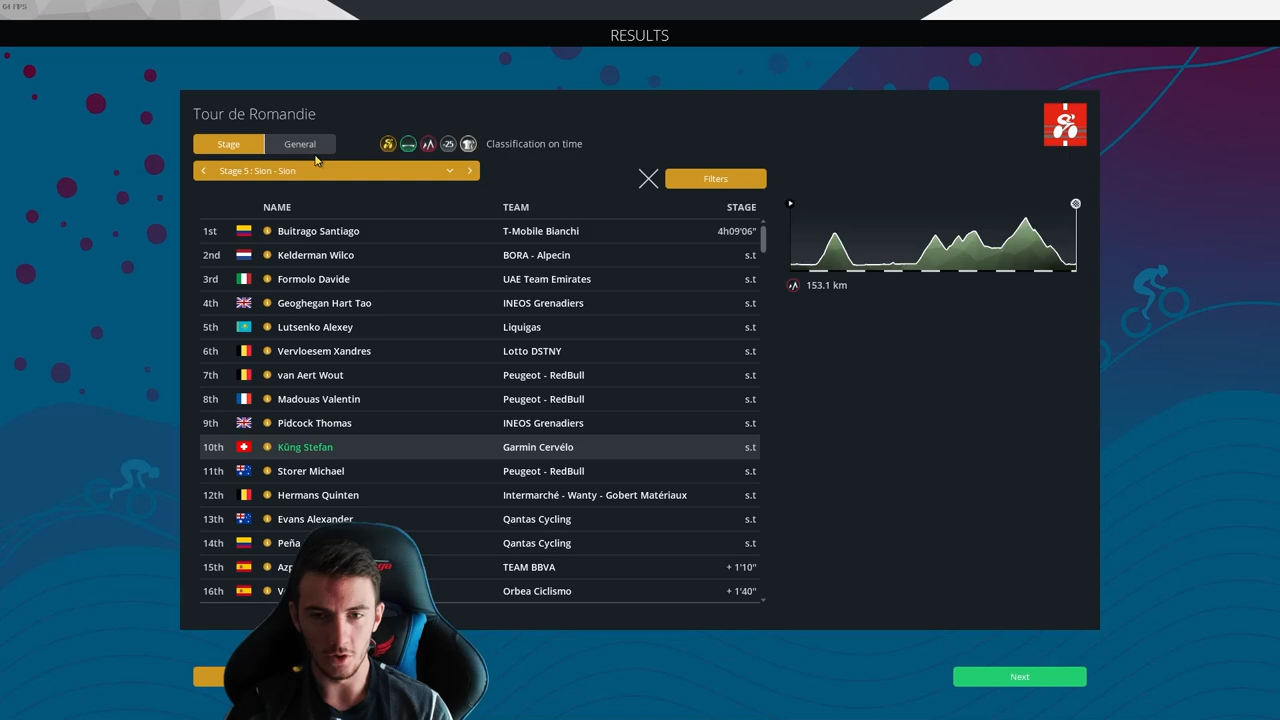 64 FPS
RESULTS
Tour de Romandie
Stage General -25 Classification on time
Stage 5 : Sion - Sion
Filters
NAME TEAM STAGE
1st Buitrago Santiago T-Mobile Bianchi 4h09'06"
2nd Kelderman Wilco BORA - Alpecin s.t
3rd Formolo Davide UAE Team Emirates s.t
4th Geoghegan Hart Tao INEOS Grenadiers s.t
5th Lutsenko Alexey Liquigas s.t
6th Vervloesem Xandres Lotto DSTNY s.t
7th van Aert Wout Peugeot - RedBull s.t
8th Madouas Valentin Peugeot - RedBull s.t
9th Pidcock Thomas INEOS Grenadiers s.t
10th Küng Stefan Garmin Cervélo s.t
11th Storer Michael Peugeot - RedBull s.t
12th Hermans Quinten Intermarché - Wanty - Gobert Matériaux s.t
13th Evans Alexander Qantas Cycling s.t
14th Peña Qantas Cycling s.t
15th TEAM BBVA + 1'10"
16th Orbea Ciclismo + 1'40"
153.1 km
Next